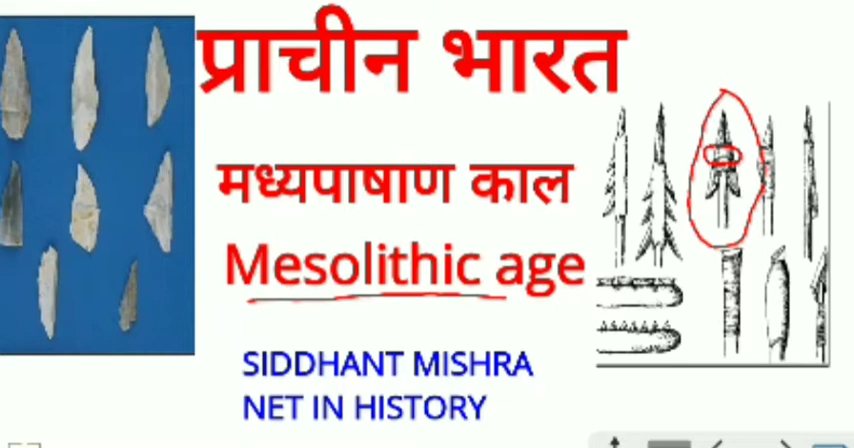 प्राचीन भारत
मध्यपाषाण काल
Mesolithic age
SIDDHANT MISHRA
NET IN HISTORY